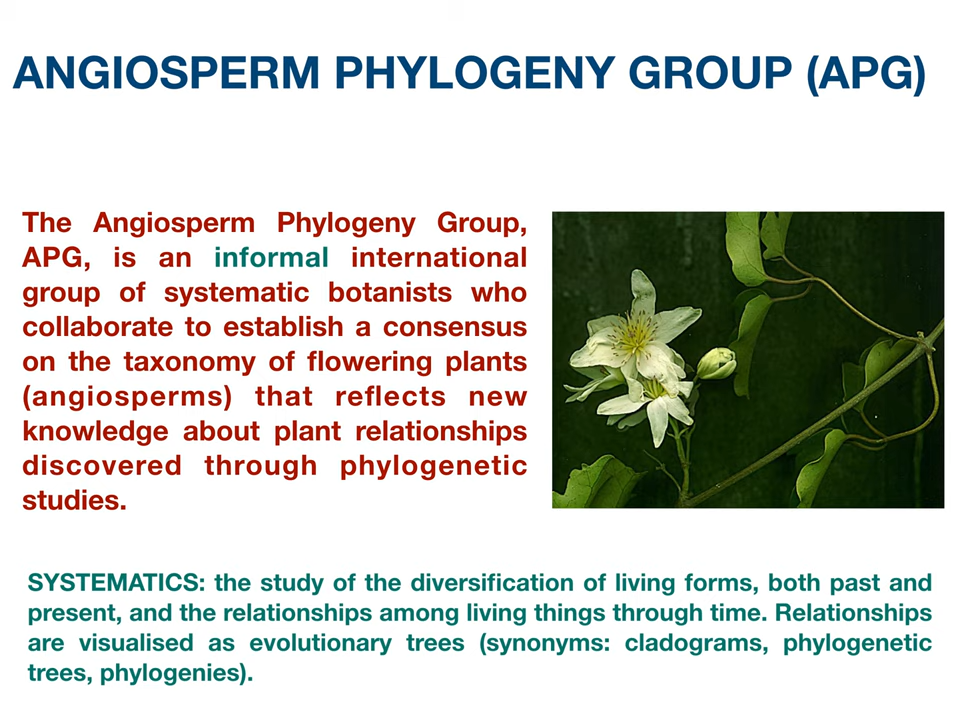 ANGIOSPERM PHYLOGENY GROUP (APG)
The Angiosperm Phylogeny Group,
APG, is an informal international
group of systematic botanists who
collaborate to establish a consensus
on the taxonomy of flowering plants
(angiosperms) that reflects new
knowledge about plant relationships
discovered through phylogenetic
studies.
SYSTEMATICS: the study of the diversification of living forms, both past and
present, and the relationships among living things through time. Relationships
are visualised as evolutionary trees (synonyms: cladograms, phylogenetic
trees, phylogenies).